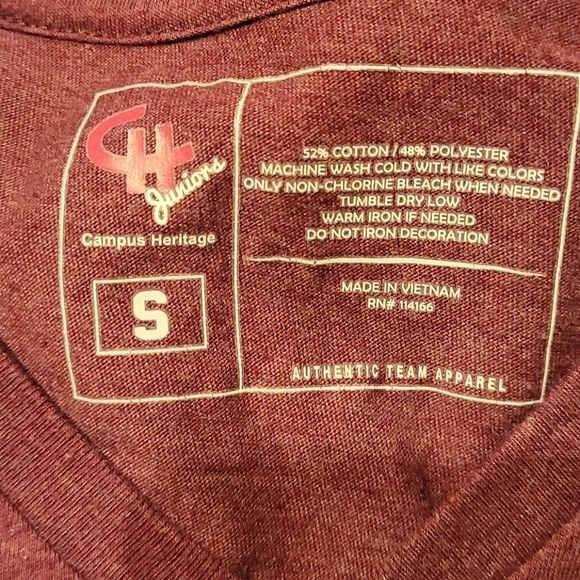 CH
Juniors
Campus Heritage
S
52% COTTON / 48% POLYESTER
MACHINE WASH COLD WITH LIKE COLORS
ONLY NON-CHLORINE BLEACH WHEN NEEDED
TUMBLE DRY LOW
WARM IRON IF NEEDED
DO NOT IRON DECORATION
MADE IN VIETNAM
RN# 114166
AUTHENTIC TEAM APPAREL